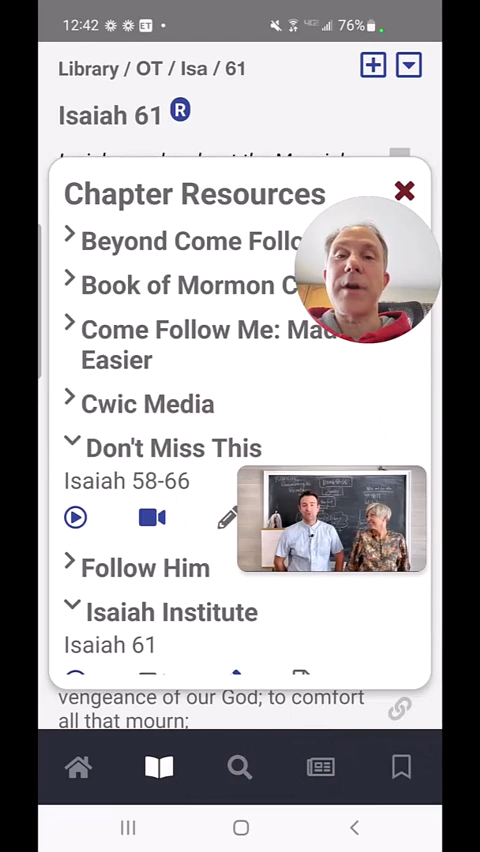 12:42 ET 76%
Library / OT / Isa / 61
Isaiah 61 R
Chapter Resources
Beyond Come Follo
Book of Mormon C
Come Follow Me: Mad
Easier
Cwic Media
Don't Miss This
Isaiah 58-66
Follow Him
Isaiah Institute
Isaiah 61
vengeance of our God; to comfort
all that mourn;